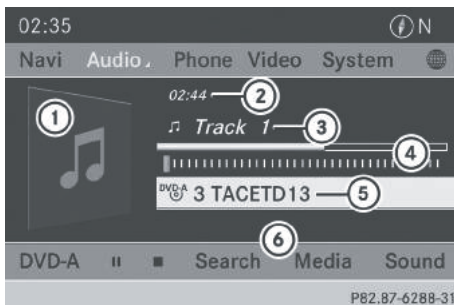 02:35 N
Navi Audio Phone Video System
02:44 2
1
♫ Track 1 3
4
DVD-A 3 TACETD13 5
6
DVD-A Search Media Sound
P82.87-6288-31